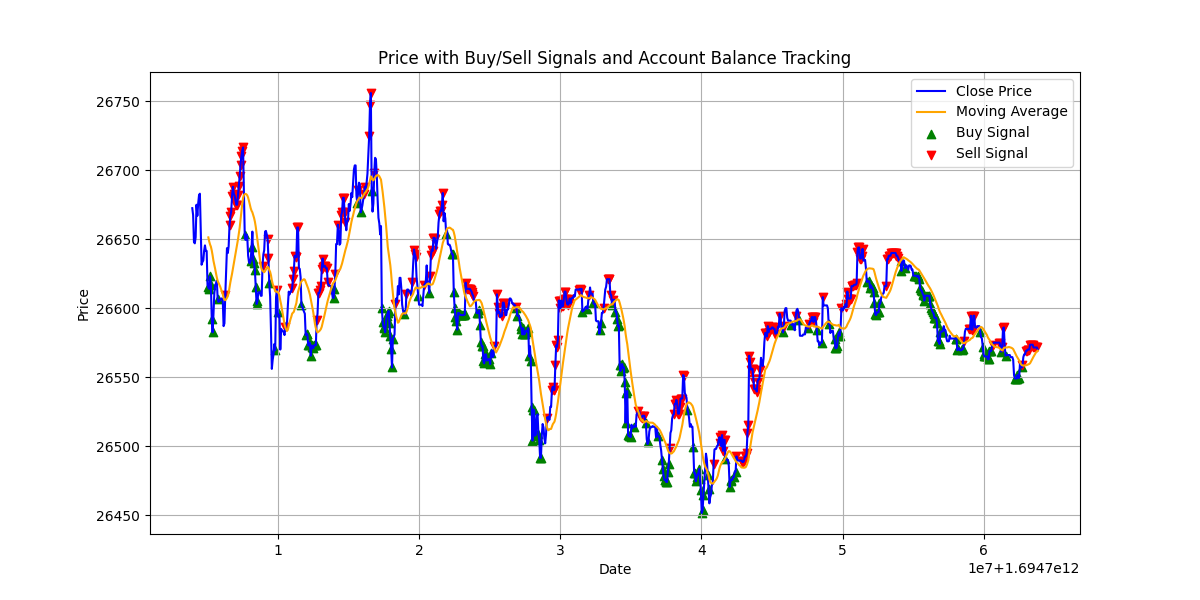 Price with Buy/Sell Signals and Account Balance Tracking
Close Price
Moving Average
Buy Signal
Sell Signal
26750
26700
26650
26600
26550
26500
26450
Price
1 2 3 4 5 6
Date
1e7+1.6947e12